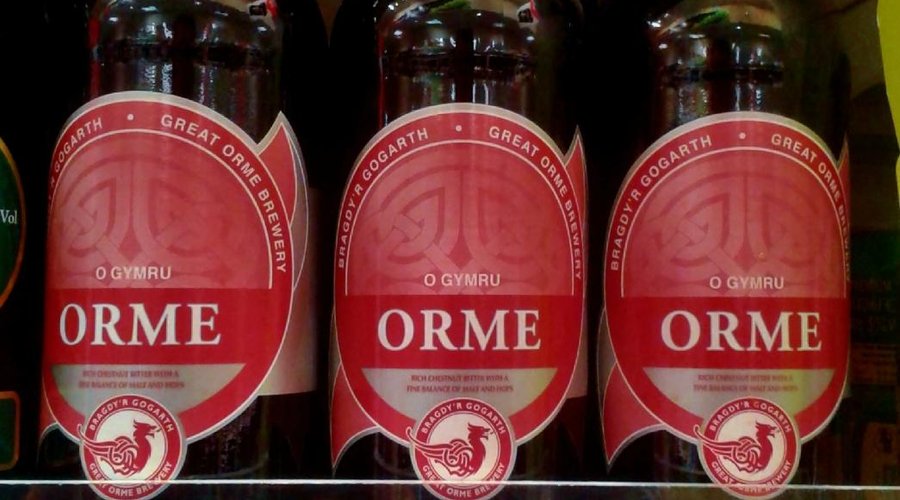 Vol
GOGARTH • GREAT ORME BREWERY
O GYMRU
ORME
RICH CHESTNUT BITTER WITH A
FINE BALANCE OF MALT AND HOPS
BRAGDY'R GOGARTH
GREAT ORME BREWERY
BRAGDY'R GOGARTH • GREAT ORME BREWERY
O GYMRU
ORME
RICH CHESTNUT BITTER WITH A
FINE BALANCE OF MALT AND HOPS
BRAGDY'R GOGARTH
GREAT ORME BREWERY
BRAGDY'R GOGARTH • GREAT ORME BREWERY
O GYMRU
ORME
RICH CHESTNUT BITTER WITH A
FINE BALANCE OF MALT AND HOPS
BRAGDY'R GOGARTH
GREAT ORME BREWERY